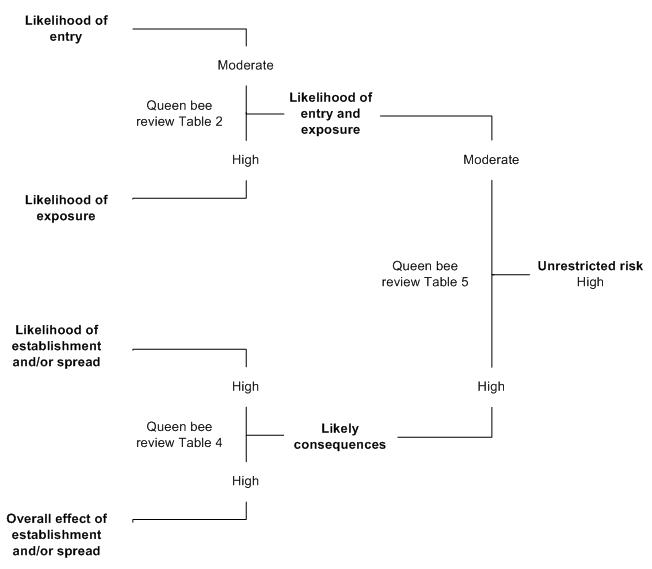 Likelihood of
entry
Moderate
Queen bee
review Table 2
Likelihood of
entry and
exposure
High
Moderate
Likelihood of
exposure
Queen bee
review Table 5
Unrestricted risk
High
Likelihood of
establishment
and/or spread
High
High
Queen bee
review Table 4
Likely
consequences
High
Overall effect of
establishment
and/or spread